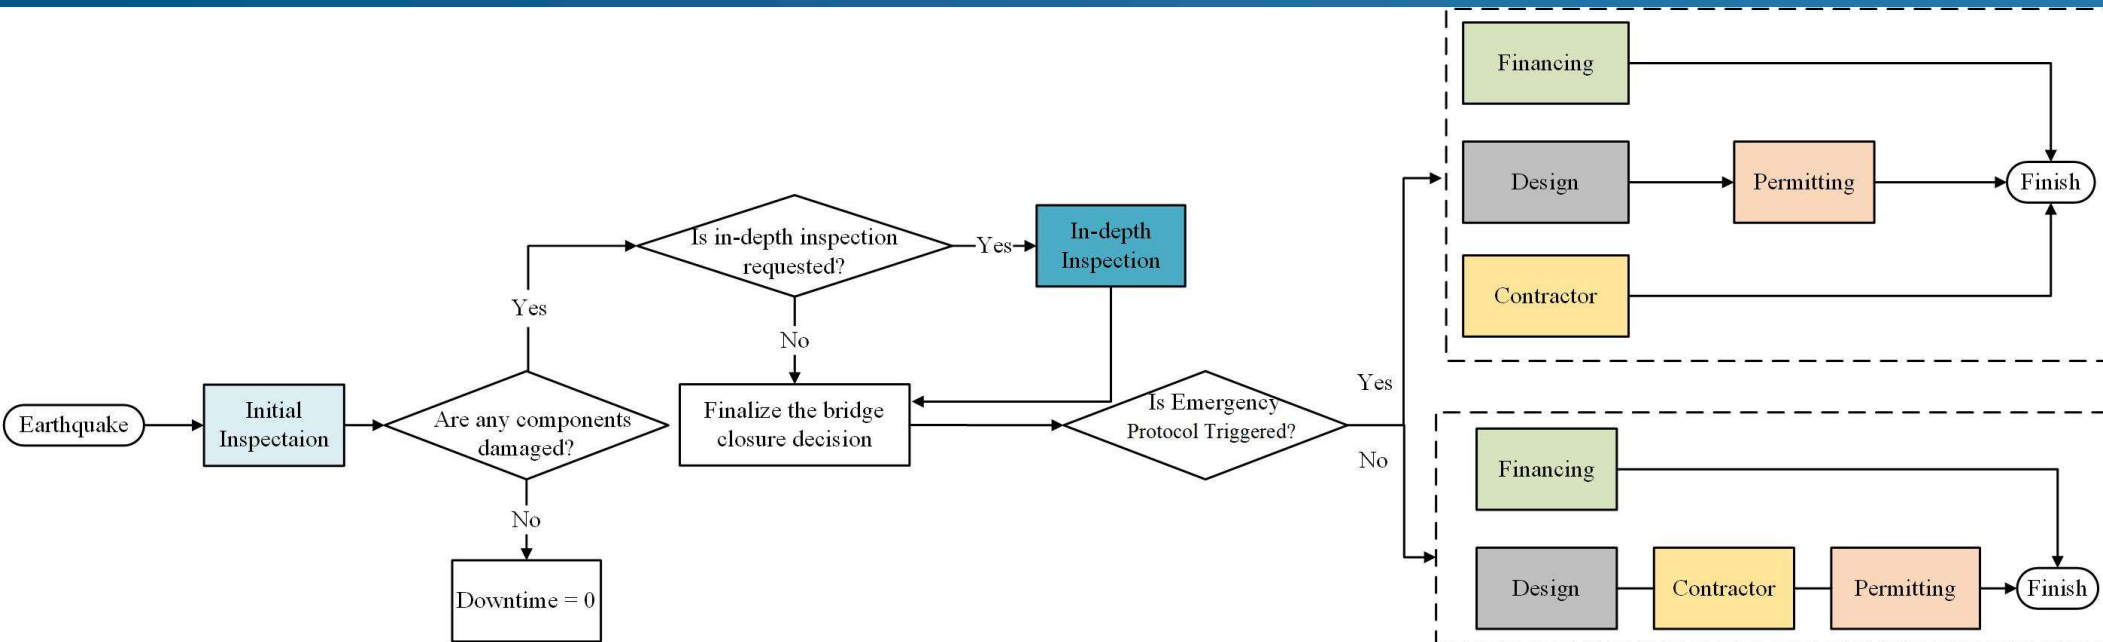 Earthquake
Initial
Inspectaion
Are any components
damaged?
Yes
No
Downtime = 0
Is in-depth inspection
requested?
Yes
No
In-depth
Inspection
Finalize the bridge
closure decision
Is Emergency
Protocol Triggered?
Yes
No
Financing
Design
Permitting
Finish
Contractor
Financing
Design
Contractor
Permitting
Finish